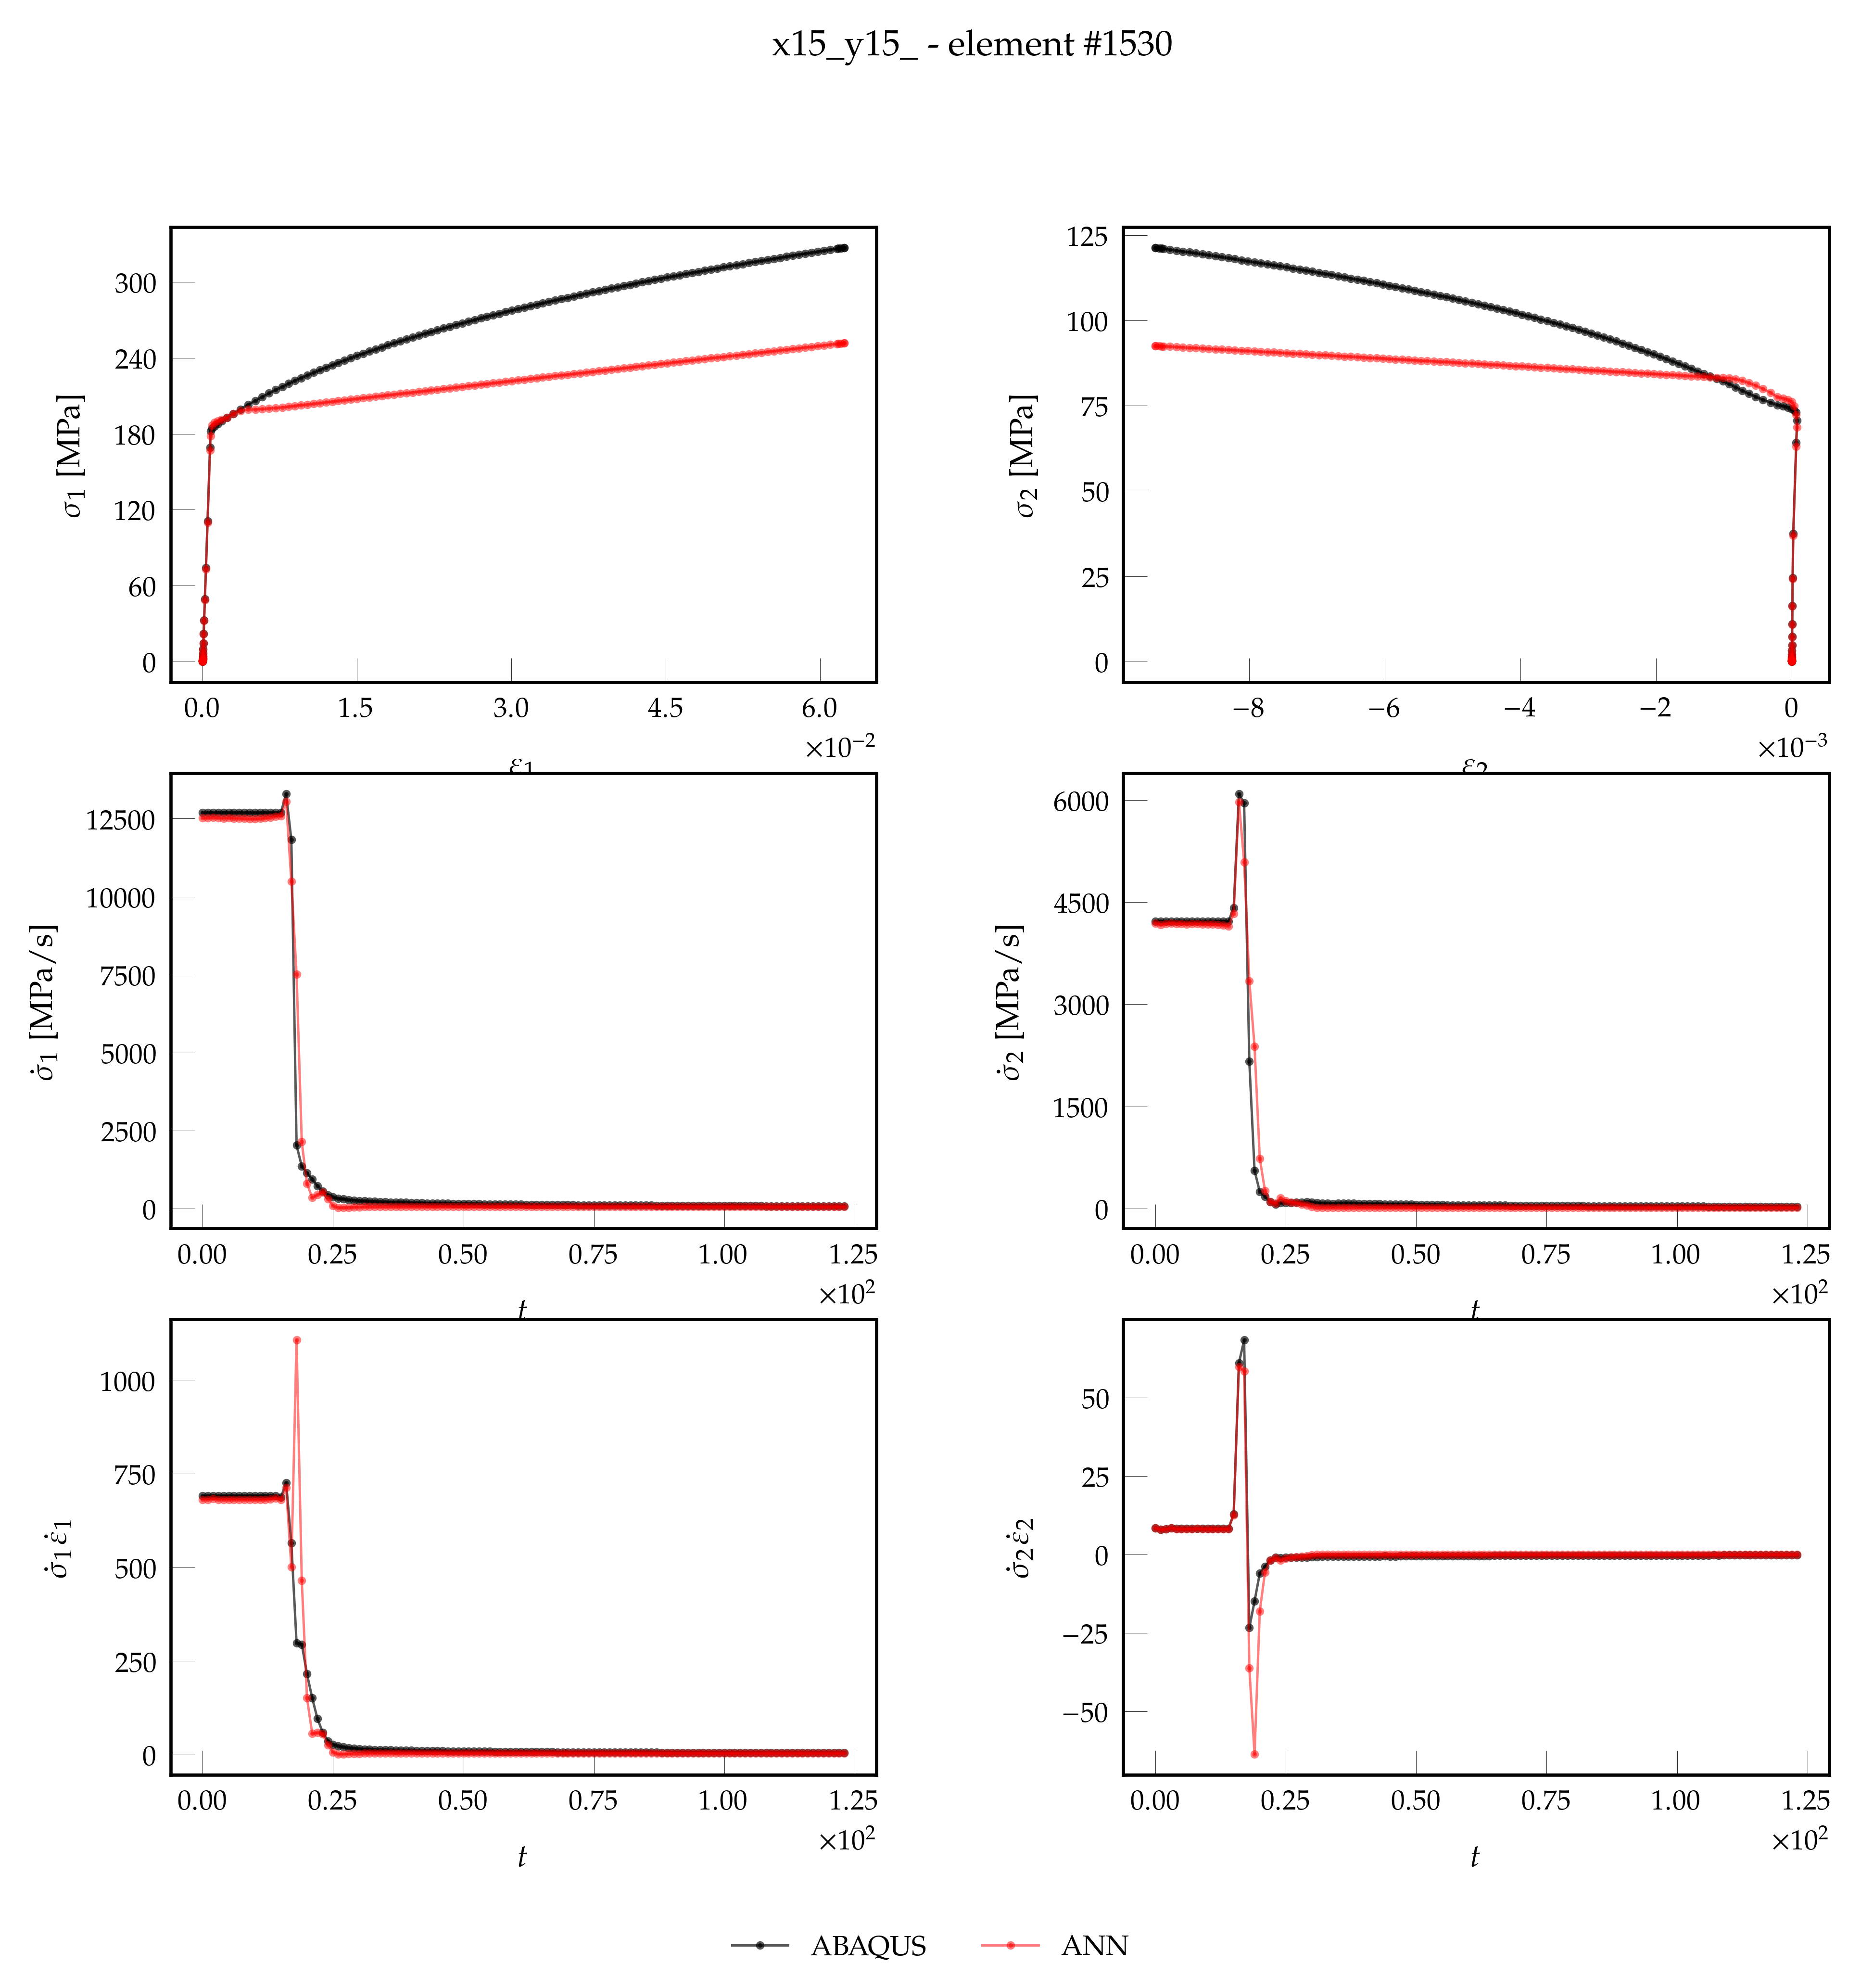 x15_y15_ - element #1530
σ₁ [MPa]
300
240
180
120
60
0
0.0 1.5 3.0 4.5 6.0
×10⁻²
ε₁
σ₂ [MPa]
125
100
75
50
25
0
−8 −6 −4 −2 0
×10⁻³
ε₂
σ̇₁ [MPa/s]
12500
10000
7500
5000
2500
0
0.00 0.25 0.50 0.75 1.00 1.25
×10²
t
σ̇₂ [MPa/s]
6000
4500
3000
1500
0
0.00 0.25 0.50 0.75 1.00 1.25
×10²
t
σ̇₁ε̇₁
1000
750
500
250
0
0.00 0.25 0.50 0.75 1.00 1.25
×10²
t
σ̇₂ε̇₂
50
25
0
−25
−50
0.00 0.25 0.50 0.75 1.00 1.25
×10²
t
ABAQUS ANN